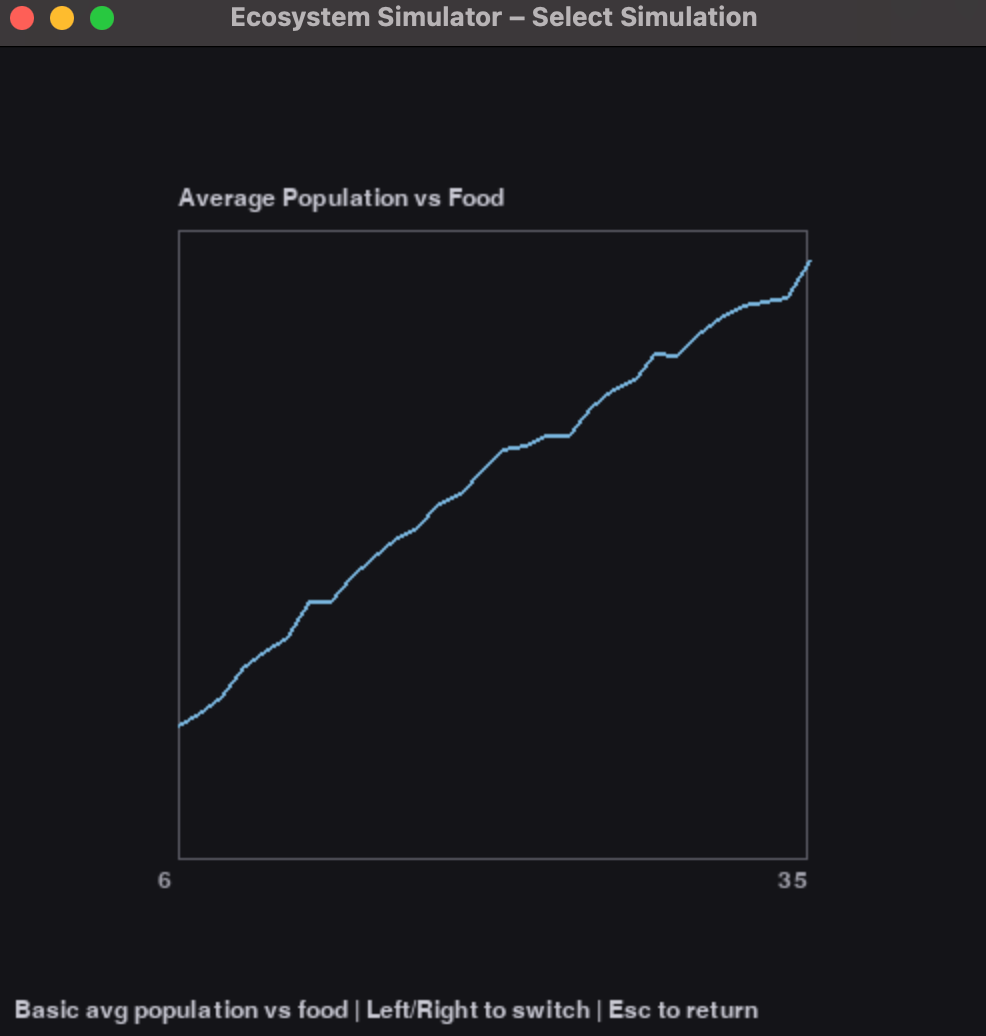 Ecosystem Simulator – Select Simulation
Average Population vs Food
6
35
Basic avg population vs food | Left/Right to switch | Esc to return